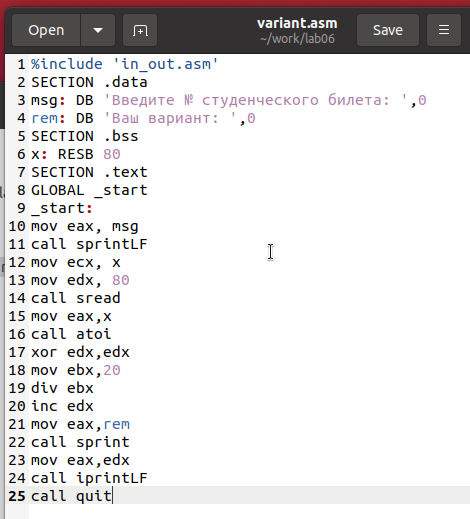 Open
variant.asm
~/work/lab06
Save
1 %include 'in_out.asm'
2 SECTION .data
3 msg: DB 'Введите № студенческого билета: ',0
4 rem: DB 'Ваш вариант: ',0
5 SECTION .bss
6 x: RESB 80
7 SECTION .text
8 GLOBAL _start
9 _start:
10 mov eax, msg
11 call sprintLF
12 mov ecx, x
13 mov edx, 80
14 call sread
15 mov eax,x
16 call atoi
17 xor edx,edx
18 mov ebx,20
19 div ebx
20 inc edx
21 mov eax,rem
22 call sprint
23 mov eax,edx
24 call iprintLF
25 call quit